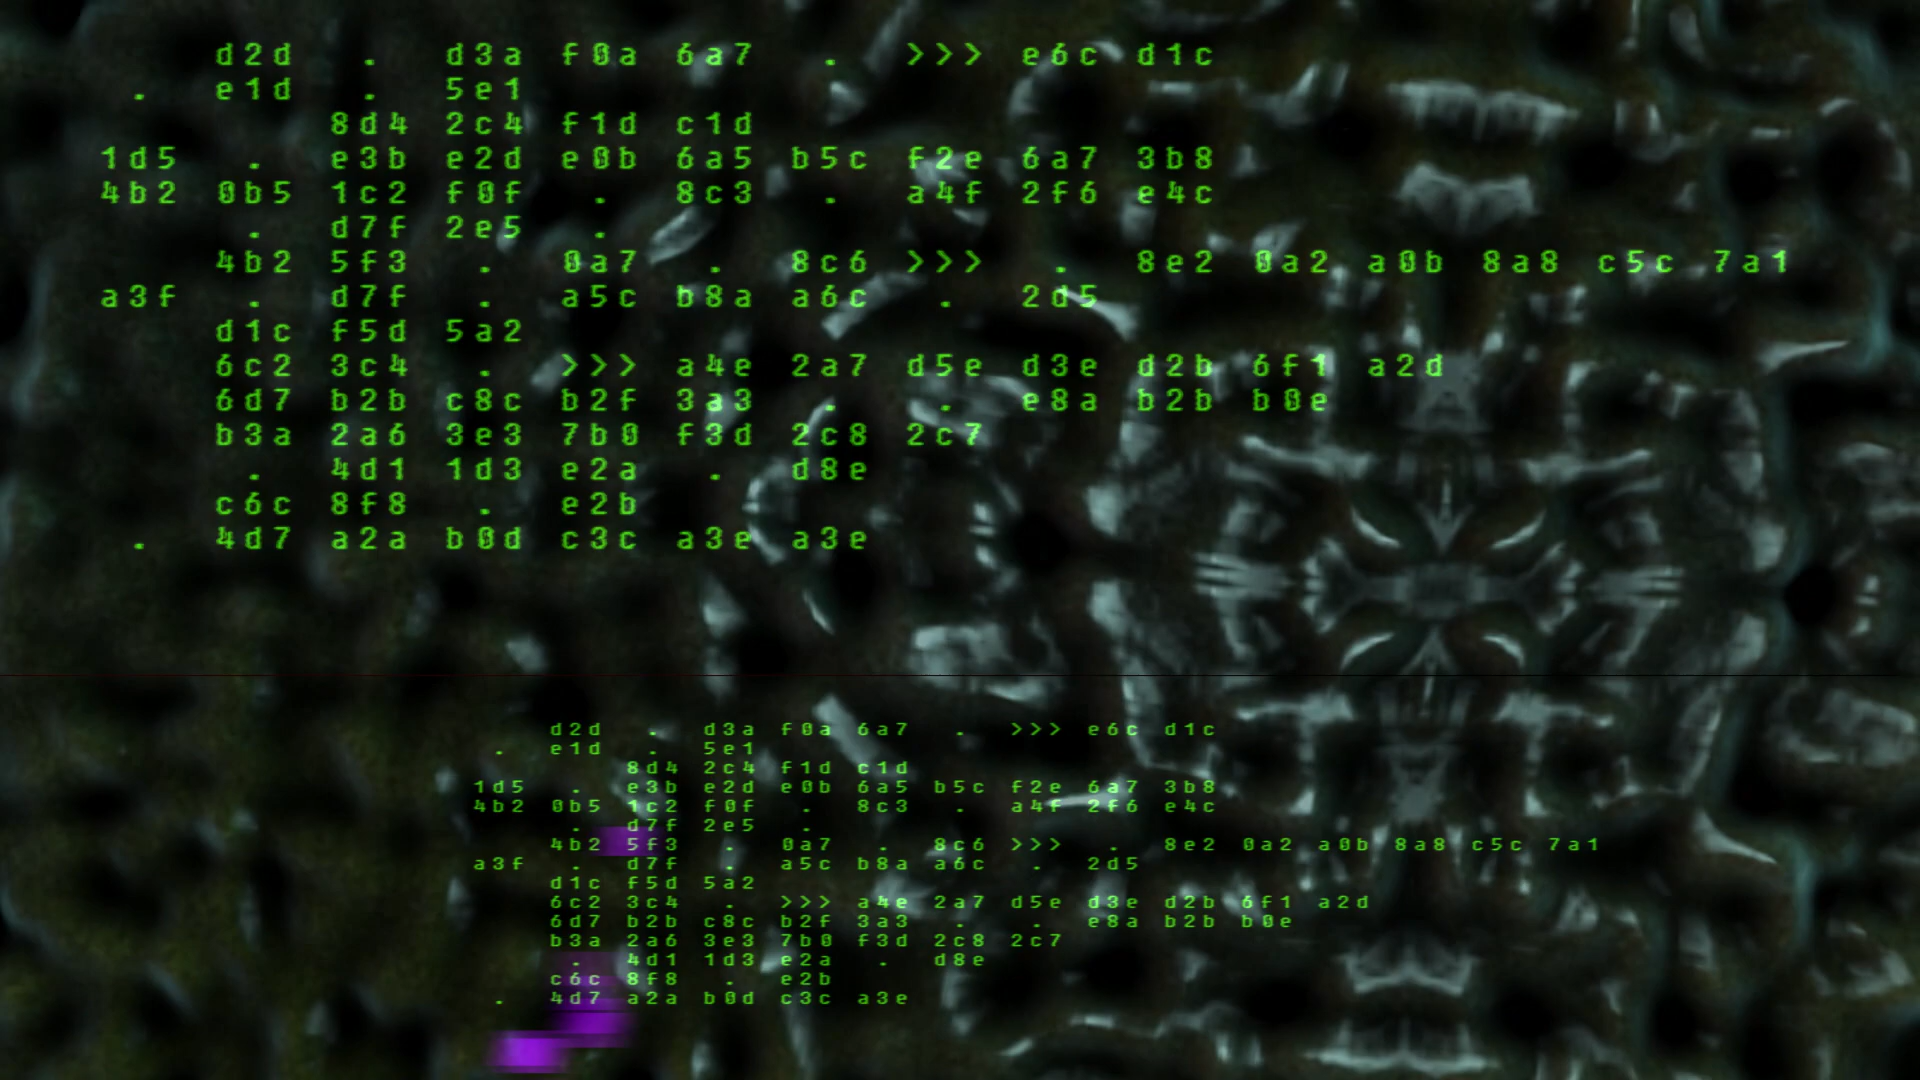 d2d . d3a f0a 6a7 . >>> e6c d1c
. e1d . 5e1
8d4 2c4 f1d c1d
1d5 . e3b e2d e0b 6a5 b5c f2e 6a7 3b8
4b2 0b5 1c2 f0f . 8c3 . a4f 2f6 e4c
. d7f 2e5 .
4b2 5f3 . 0a7 . 8c6 >>> . 8e2 0a2 a0b 8a8 c5c 7a1
a3f . d7f . a5c b8a a6c . 2d5
d1c f5d 5a2
6c2 3c4 . >>> a4e 2a7 d5e d3e d2b 6f1 a2d
6d7 b2b c8c b2f 3a3 . . e8a b2b b0e
b3a 2a6 3e3 7b0 f3d 2c8 2c7
. 4d1 1d3 e2a . d8e
c6c 8f8 . e2b
. 4d7 a2a b0d c3c a3e a3e
d2d . d3a f0a 6a7 . >>> e6c d1c
. e1d . 5e1
8d4 2c4 f1d c1d
1d5 . e3b e2d e0b 6a5 b5c f2e 6a7 3b8
4b2 0b5 1c2 f0f . 8c3 . a4f 2f6 e4c
. d7f 2e5 .
4b2 5f3 . 0a7 . 8c6 >>> . 8e2 0a2 a0b 8a8 c5c 7a1
a3f . d7f . a5c b8a a6c . 2d5
d1c f5d 5a2
6c2 3c4 . >>> a4e 2a7 d5e d3e d2b 6f1 a2d
6d7 b2b c8c b2f 3a3 . . e8a b2b b0e
b3a 2a6 3e3 7b0 f3d 2c8 2c7
. 4d1 1d3 e2a . d8e
c6c 8f8 . e2b
. 4d7 a2a b0d c3c a3e